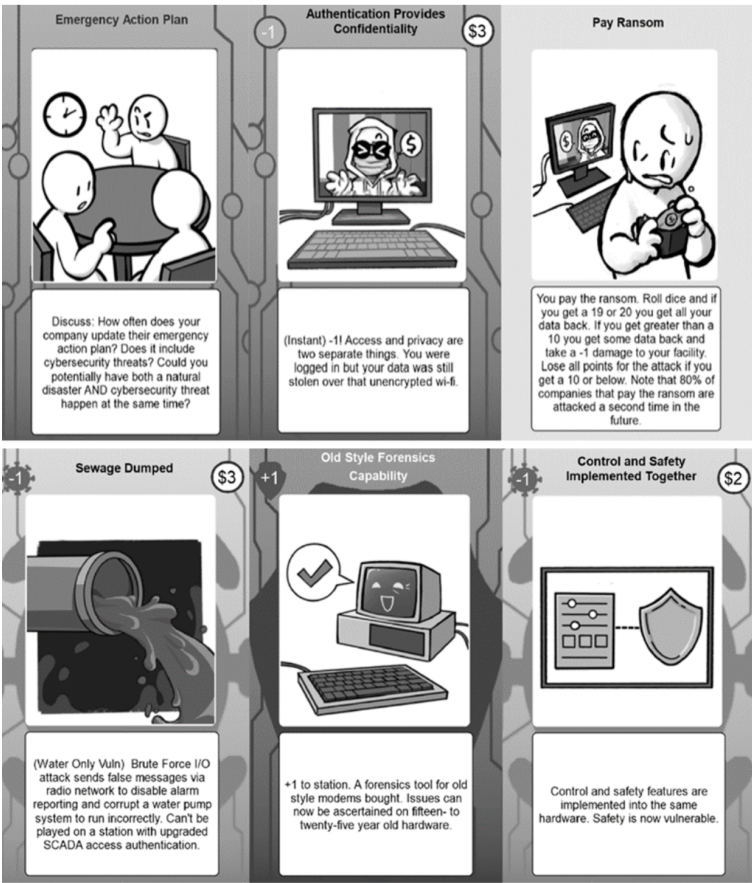 Emergency Action Plan
Discuss: How often does your
company update their emergency
action plan? Does it include
cybersecurity threats? Could you
potentially have both a natural
disaster AND cybersecurity threat
happen at the same time?
-1
Authentication Provides
Confidentiality
$3
$
(Instant) -1! Access and privacy are
two separate things. You were
logged in but your data was still
stolen over that unencrypted wi-fi.
Pay Ransom
$
You pay the ransom. Roll dice and if
you get a 19 or 20 you get all your
data back. If you get greater than a
10 you get some data back and
take a -1 damage to your facility.
Lose all points for the attack if you
get a 10 or below. Note that 80% of
companies that pay the ransom are
attacked a second time in the
future.
-1
Sewage Dumped
$3
(Water Only Vuln) Brute Force I/O
attack sends false messages via
radio network to disable alarm
reporting and corrupt a water pump
system to run incorrectly. Can't be
played on a station with upgraded
SCADA access authentication.
+1
Old Style Forensics
Capability
+1 to station. A forensics tool for old
style modems bought. Issues can
now be ascertained on fifteen- to
twenty-five year old hardware.
-1
Control and Safety
Implemented Together
$2
Control and safety features are
implemented into the same
hardware. Safety is now vulnerable.